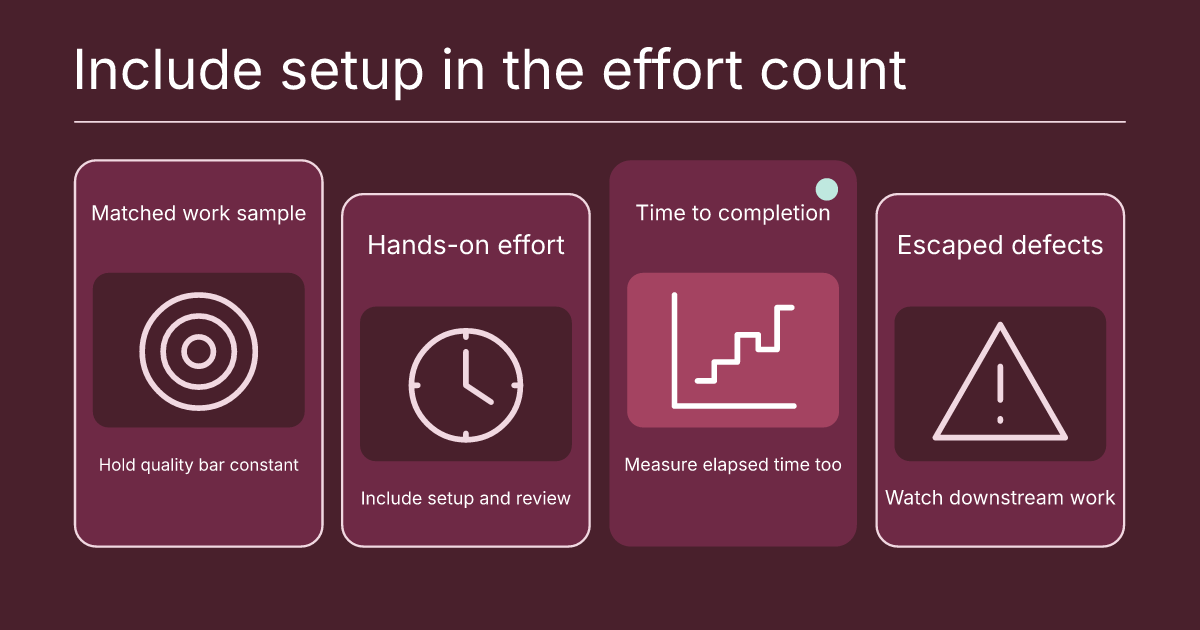 Include setup in the effort count
Matched work sample
Hold quality bar constant
Hands-on effort
Include setup and review
Time to completion
Measure elapsed time too
Escaped defects
Watch downstream work